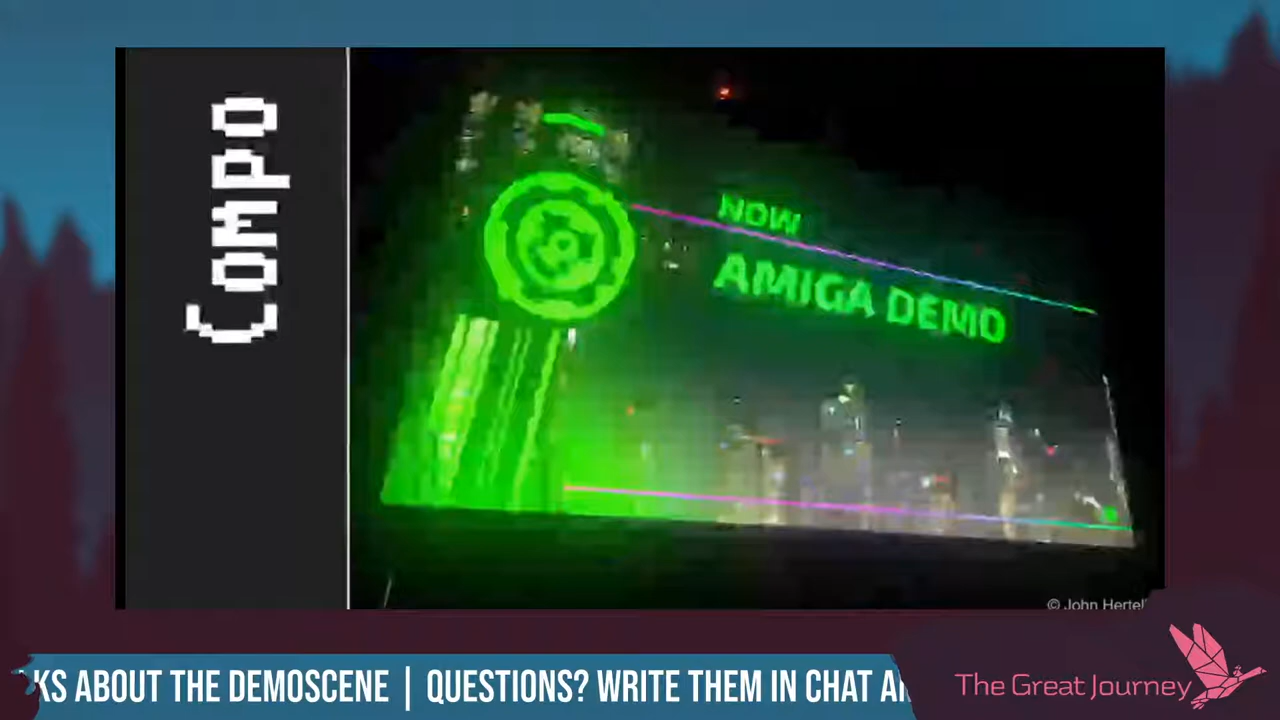 Compo
NOW
AMIGA DEMO
© John Hertel
KS ABOUT THE DEMOSCENE | QUESTIONS? WRITE THEM IN CHAT
The Great Journey